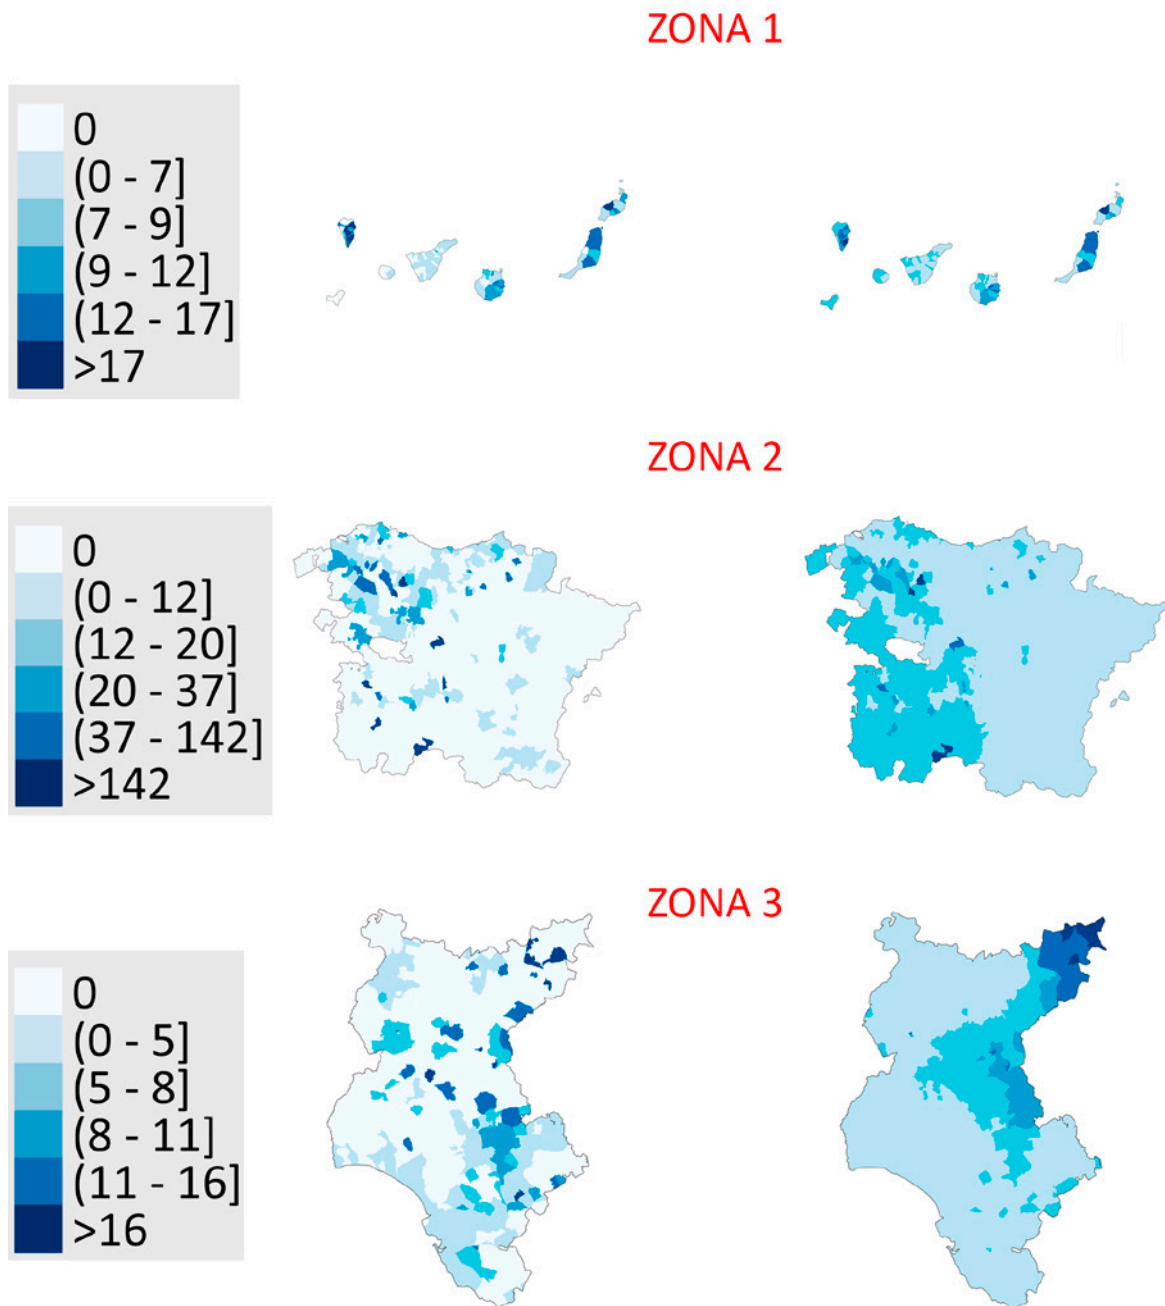 ZONA 1
0
(0 - 7]
(7 - 9]
(9 - 12]
(12 - 17]
>17
ZONA 2
0
(0 - 12]
(12 - 20]
(20 - 37]
(37 - 142]
>142
ZONA 3
0
(0 - 5]
(5 - 8]
(8 - 11]
(11 - 16]
>16